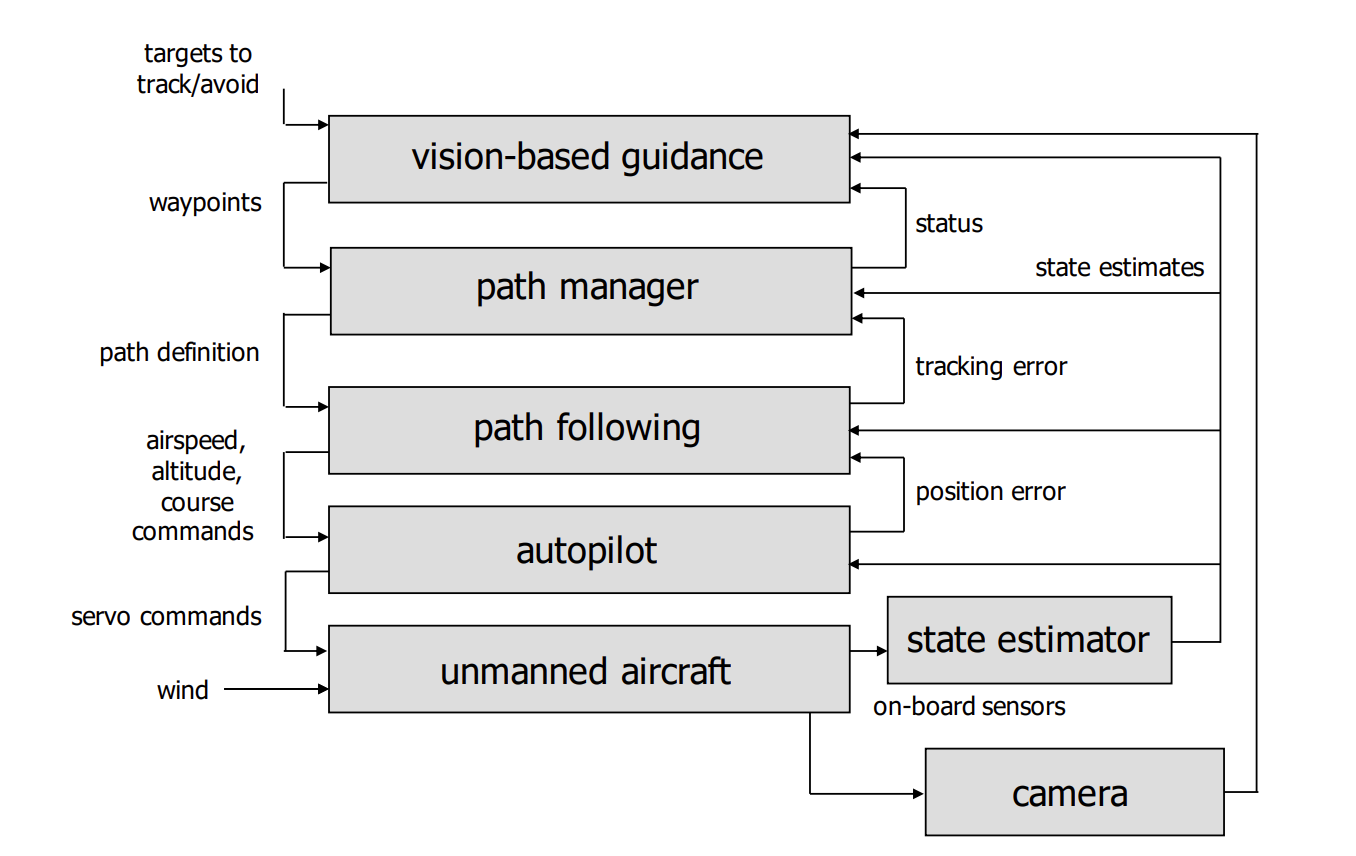 targets to
track/avoid
vision-based guidance
waypoints
status
path manager
state estimates
path definition
tracking error
path following
airspeed,
altitude,
course
commands
position error
autopilot
servo commands
state estimator
unmanned aircraft
wind
on-board sensors
camera